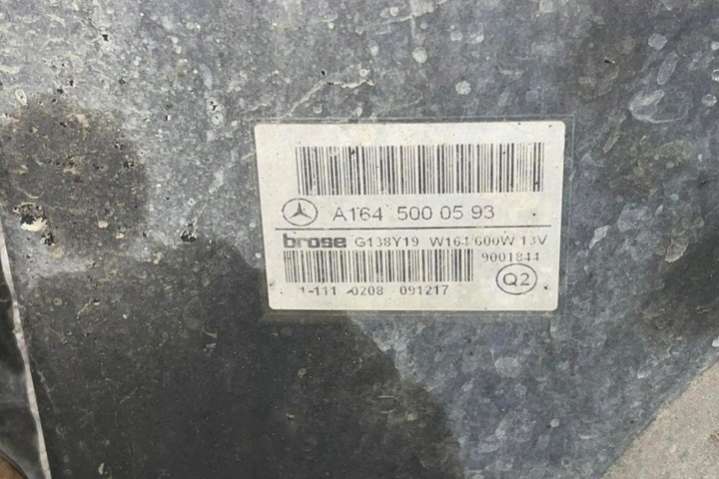 A164 500 05 93
brose G138Y19 W164 600W 13V
9001844
1-111 0208 091217
Q2